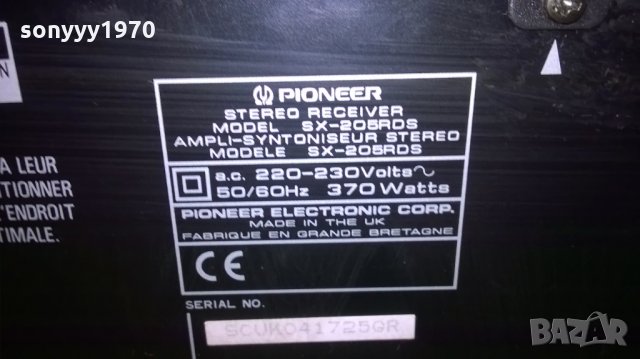 sonyyy1970
N
PIONEER
STEREO RECEIVER
MODEL SX-205RDS
AMPLI-SYNTONISEUR STEREO
MODELE SX-205RDS
a.c. 220-230Volts~
50/60Hz 370 Watts
PIONEER ELECTRONIC CORP.
MADE IN THE UK
FABRIQUE EN GRANDE BRETAGNE
CE
SERIAL NO.
SCUK041725GR
A LEUR
TIONNER
L'ENDROIT
TIMALE.
BAZAR
bg